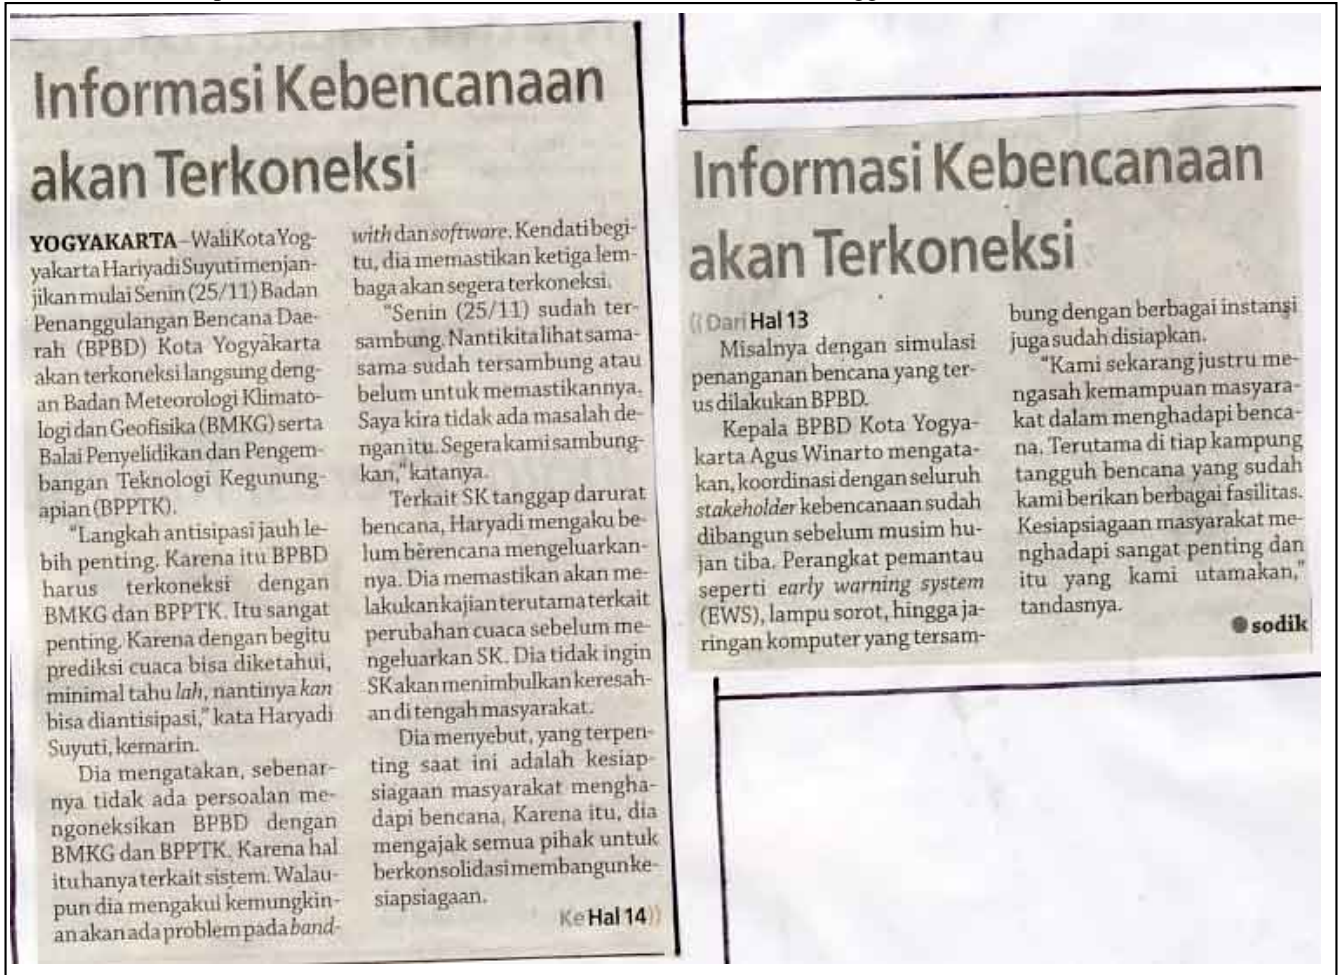 Informasi Kebencanaan
akan Terkoneksi
YOGYAKARTA – Wali Kota Yog-
yakarta Hariyadi Suyuti menjan-
jikan mulai Senin (25/11) Badan
Penanggulangan Bencana Dae-
rah (BPBD) Kota Yogyakarta
akan terkoneksi langsung deng-
an Badan Meteorologi Klimato-
logi dan Geofisika (BMKG) serta
Balai Penyelidikan dan Pengem-
bangan Teknologi Kegunung-
apian (BPPTK).
"Langkah antisipasi jauh le-
bih penting. Karena itu BPBD
harus terkoneksi dengan
BMKG dan BPPTK. Itu sangat
penting. Karena dengan begitu
prediksi cuaca bisa diketahui,
minimal tahu lah, nantinya kan
bisa diantisipasi," kata Haryadi
Suyuti, kemarin.
Dia mengatakan, sebenar-
nya tidak ada persoalan me-
ngoneksikan BPBD dengan
BMKG dan BPPTK. Karena hal
itu hanya terkait sistem. Walau-
pun dia mengakui kemungkin-
an akan ada problem pada band-
with dan software. Kendati begi-
tu, dia memastikan ketiga lem-
baga akan segera terkoneksi.
"Senin (25/11) sudah ter-
sambung. Nanti kita lihat sama-
sama sudah tersambung atau
belum untuk memastikannya.
Saya kira tidak ada masalah de-
ngan itu. Segera kami sambung-
kan," katanya.
Terkait SK tanggap darurat
bencana, Haryadi mengaku be-
lum berencana mengeluarkan-
nya. Dia memastikan akan me-
lakukan kajian terutama terkait
perubahan cuaca sebelum me-
ngeluarkan SK. Dia tidak ingin
SK akan menimbulkan keresah-
an di tengah masyarakat.
Dia menyebut, yang terpen-
ting saat ini adalah kesiap-
siagaan masyarakat mengha-
dapi bencana, Karena itu, dia
mengajak semua pihak untuk
berkonsolidasi membangun ke-
siapsiagaan.
Ke Hal 14))
Informasi Kebencanaan
akan Terkoneksi
((Dari Hal 13
Misalnya dengan simulasi
penanganan bencana yang ter-
us dilakukan BPBD.
Kepala BPBD Kota Yogya-
karta Agus Winarto mengata-
kan, koordinasi dengan seluruh
stakeholder kebencanaan sudah
dibangun sebelum musim hu-
jan tiba. Perangkat pemantau
seperti early warning system
(EWS), lampu sorot, hingga ja-
ringan komputer yang tersam-
bung dengan berbagai instansi
juga sudah disiapkan.
"Kami sekarang justru me-
ngasah kemampuan masyara-
kat dalam menghadapi benca-
na. Terutama di tiap kampung
tangguh bencana yang sudah
kami berikan berbagai fasilitas.
Kesiapsiagaan masyarakat me-
nghadapi sangat penting dan
itu yang kami utamakan,"
tandasnya.
● sodik